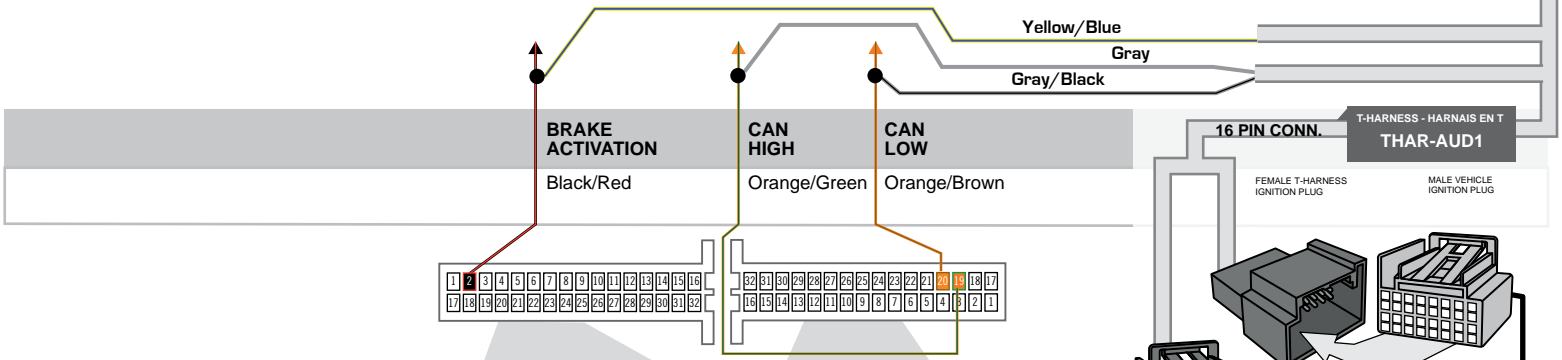 Yellow/Blue
Gray
Gray/Black
BRAKE ACTIVATION
CAN HIGH
CAN LOW
16 PIN CONN.
T-HARNESS - HARNAIS EN T
THAR-AUD1
Black/Red
Orange/Green
Orange/Brown
FEMALE T-HARNESS
IGNITION PLUG
MALE VEHICLE
IGNITION PLUG
1 2 3 4 5 6 7 8 9 10 11 12 13 14 15 16
17 18 19 20 21 22 23 24 25 26 27 28 29 30 31 32
32 31 30 29 28 27 26 25 24 23 22 21 20 19 18 17
16 15 14 13 12 11 10 9 8 7 6 5 4 3 2 1